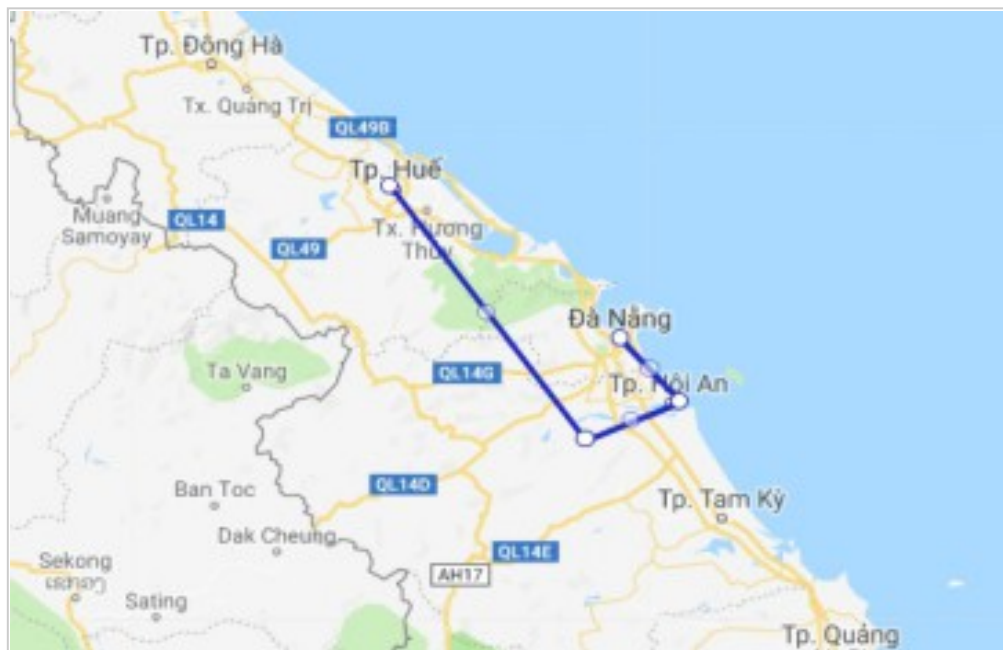 Tp. Đông Hà
Tx. Quảng Trị
QL49B
Tp. Huế
Muang
Samoyay
QL14
Tx. Hương
Thủy
QL49
Đà Nẵng
Ta Vang
QL14G
Tp. Hội An
QL14D
Ban Toc
Tp. Tam Kỳ
Dak Cheung
QL14E
Sekong
AH17
Sating
Tp. Quảng